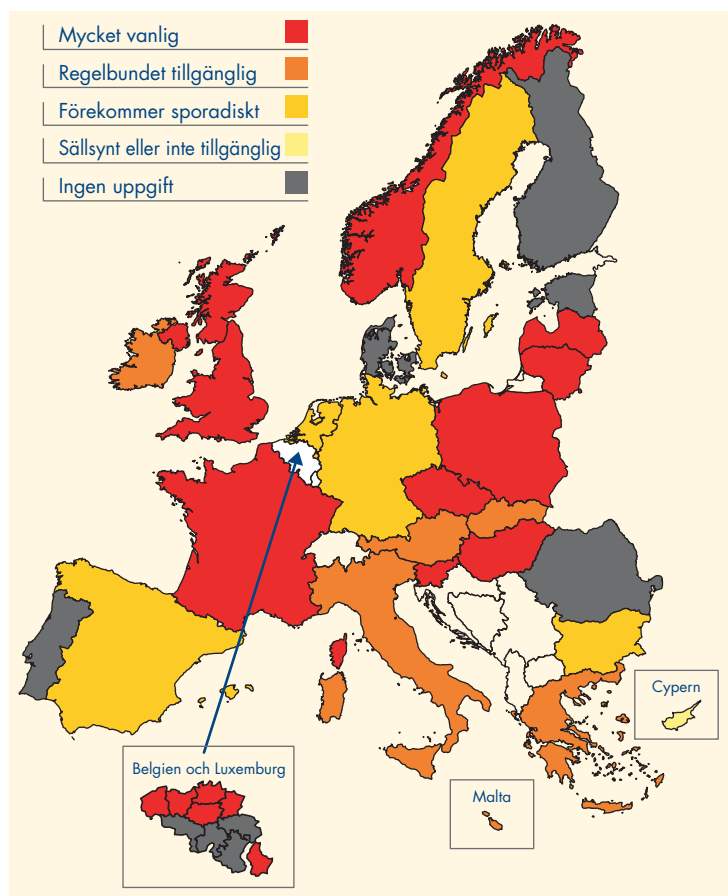 Mycket vanlig
Regelbundet tillgänglig
Förekommer sporadiskt
Sällsynt eller inte tillgänglig
Ingen uppgift
Cypern
Belgien och Luxemburg
Malta